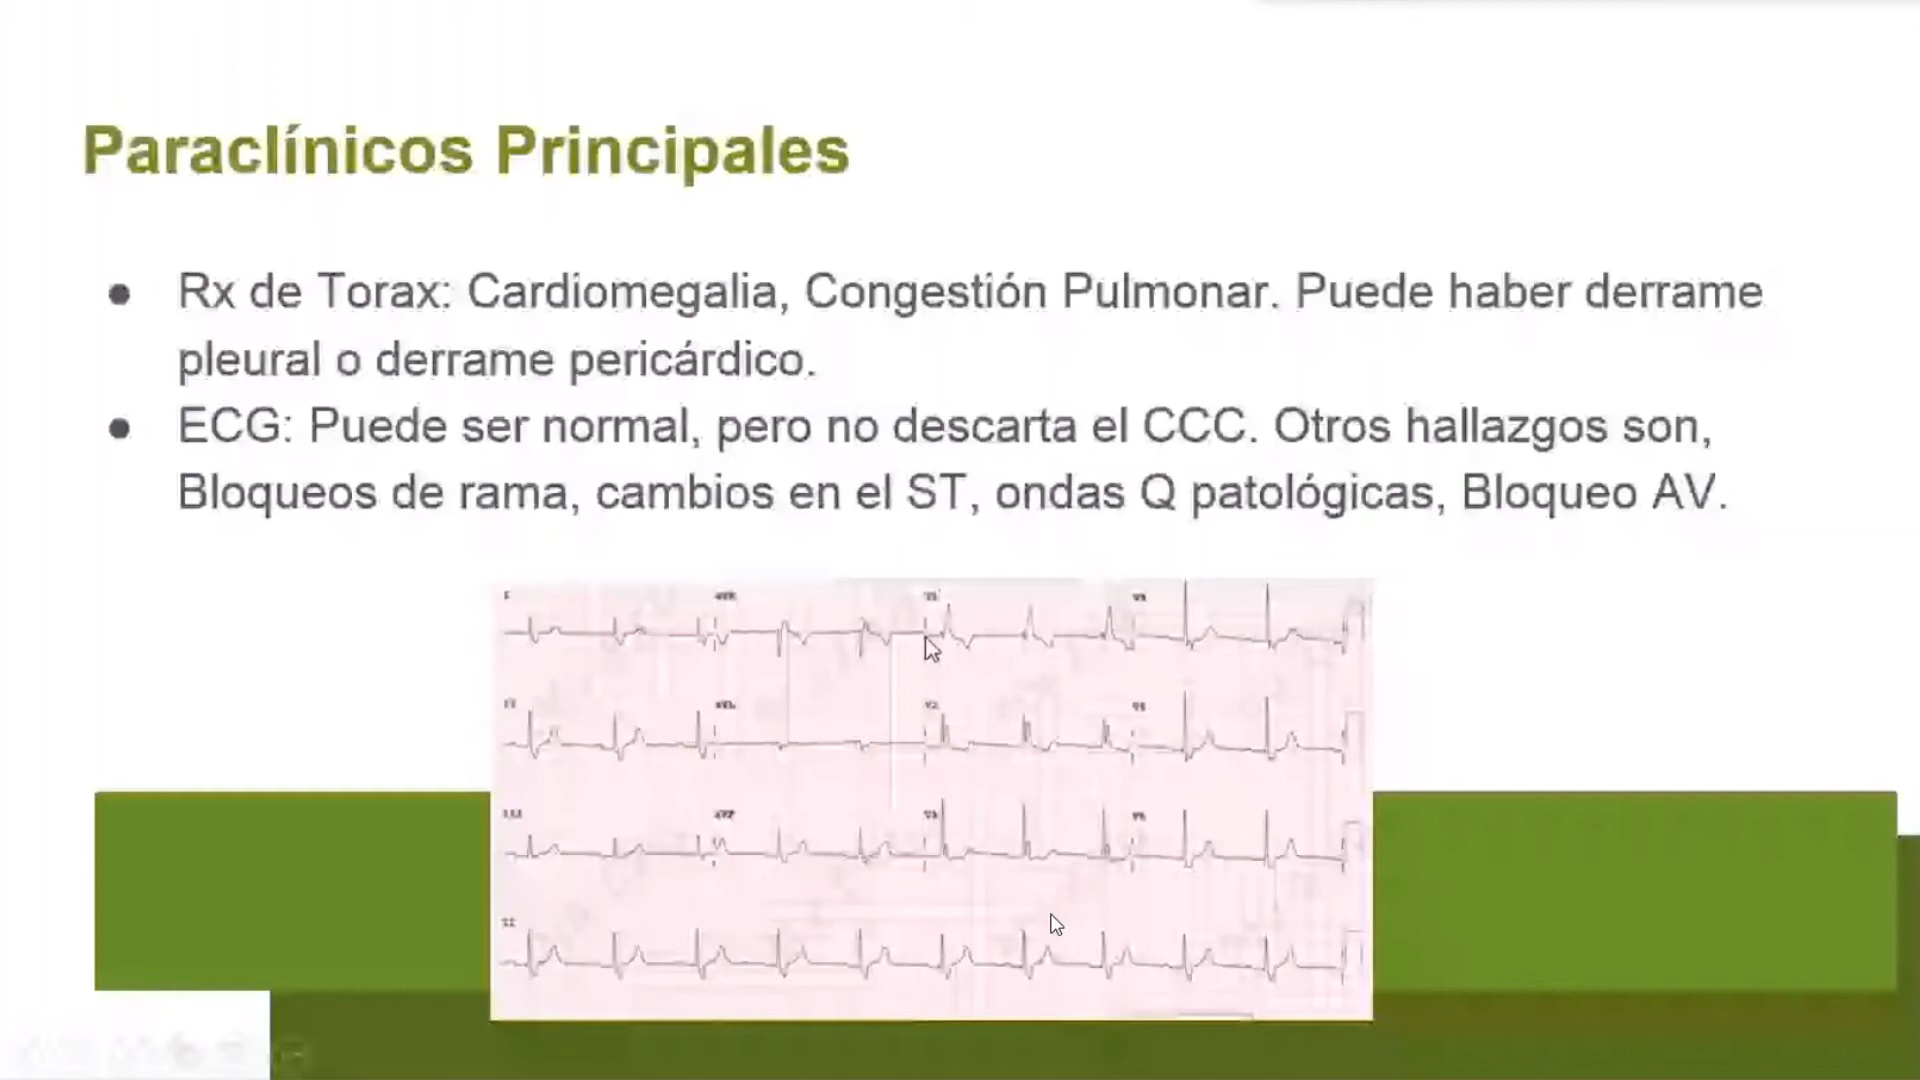 Paraclínicos Principales
● Rx de Torax: Cardiomegalia, Congestión Pulmonar. Puede haber derrame
pleural o derrame pericárdico.
● ECG: Puede ser normal, pero no descarta el CCC. Otros hallazgos son,
Bloqueos de rama, cambios en el ST, ondas Q patológicas, Bloqueo AV.